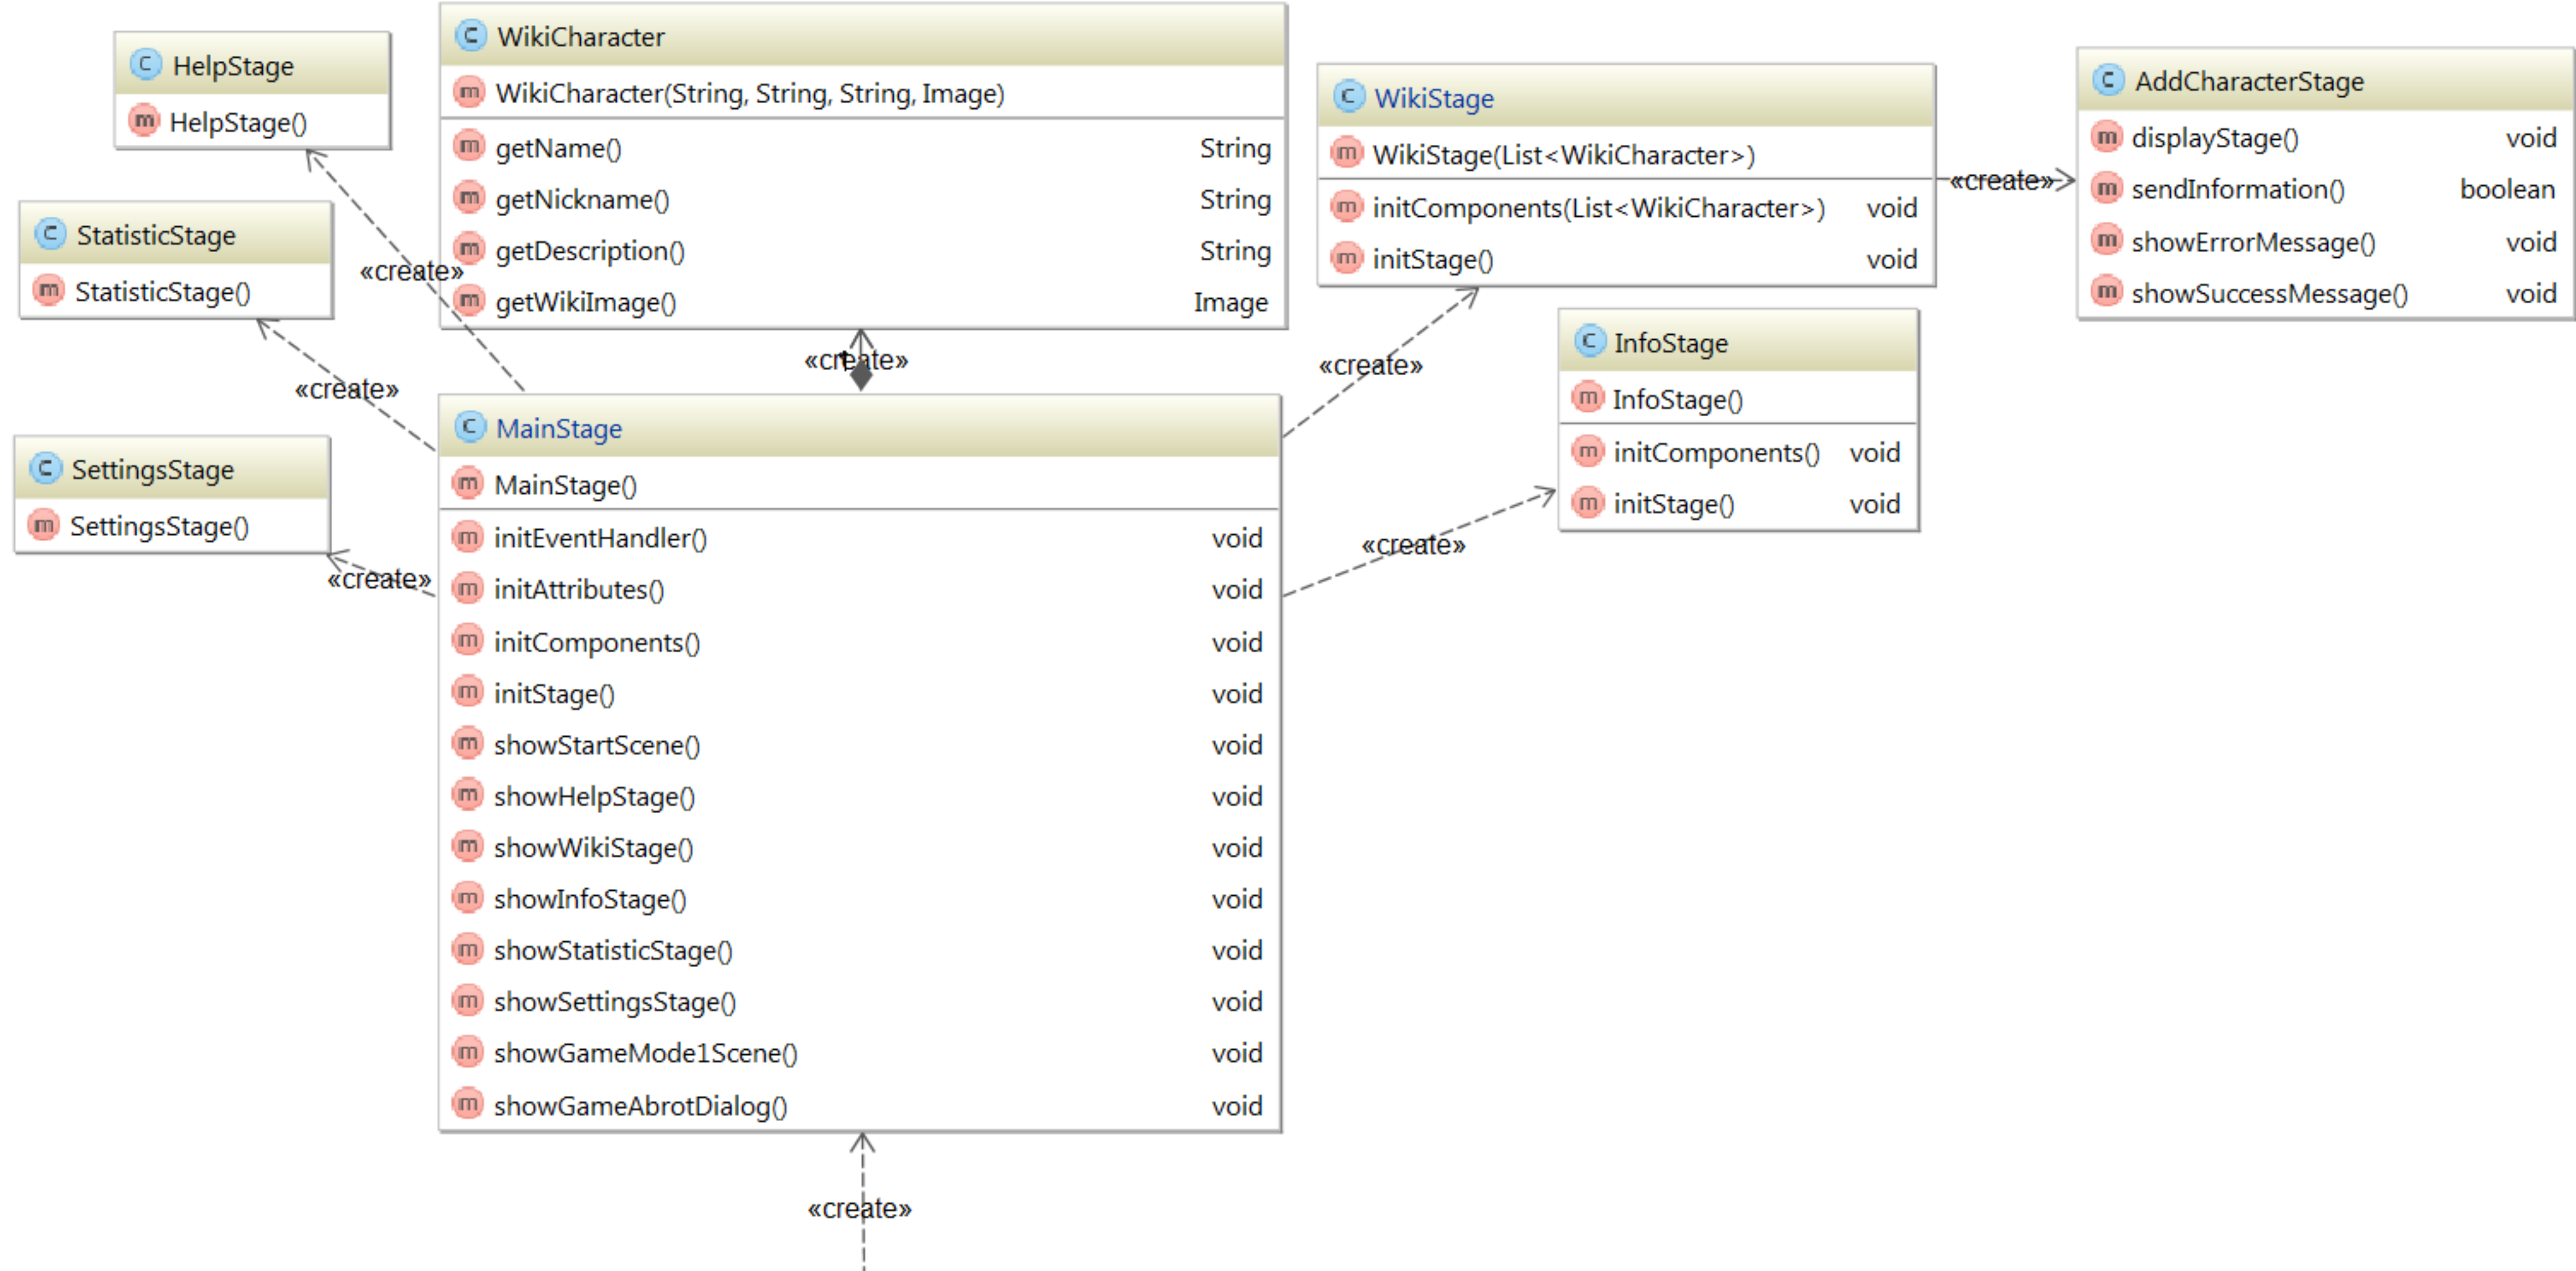 HelpStage
HelpStage()
StatisticStage
StatisticStage()
SettingsStage
SettingsStage()
WikiCharacter
WikiCharacter(String, String, String, Image)
getName() String
getNickname() String
getDescription() String
getWikiImage() Image
«create»
«create»
«create»
«create»
MainStage
MainStage()
initEventHandler() void
initAttributes() void
initComponents() void
initStage() void
showStartScene() void
showHelpStage() void
showWikiStage() void
showInfoStage() void
showStatisticStage() void
showSettingsStage() void
showGameMode1Scene() void
showGameAbrotDialog() void
«create»
WikiStage
WikiStage(List<WikiCharacter>)
initComponents(List<WikiCharacter>) void
initStage() void
«create»
«create»
InfoStage
InfoStage()
initComponents() void
initStage() void
«create»
AddCharacterStage
displayStage() void
sendInformation() boolean
showErrorMessage() void
showSuccessMessage() void